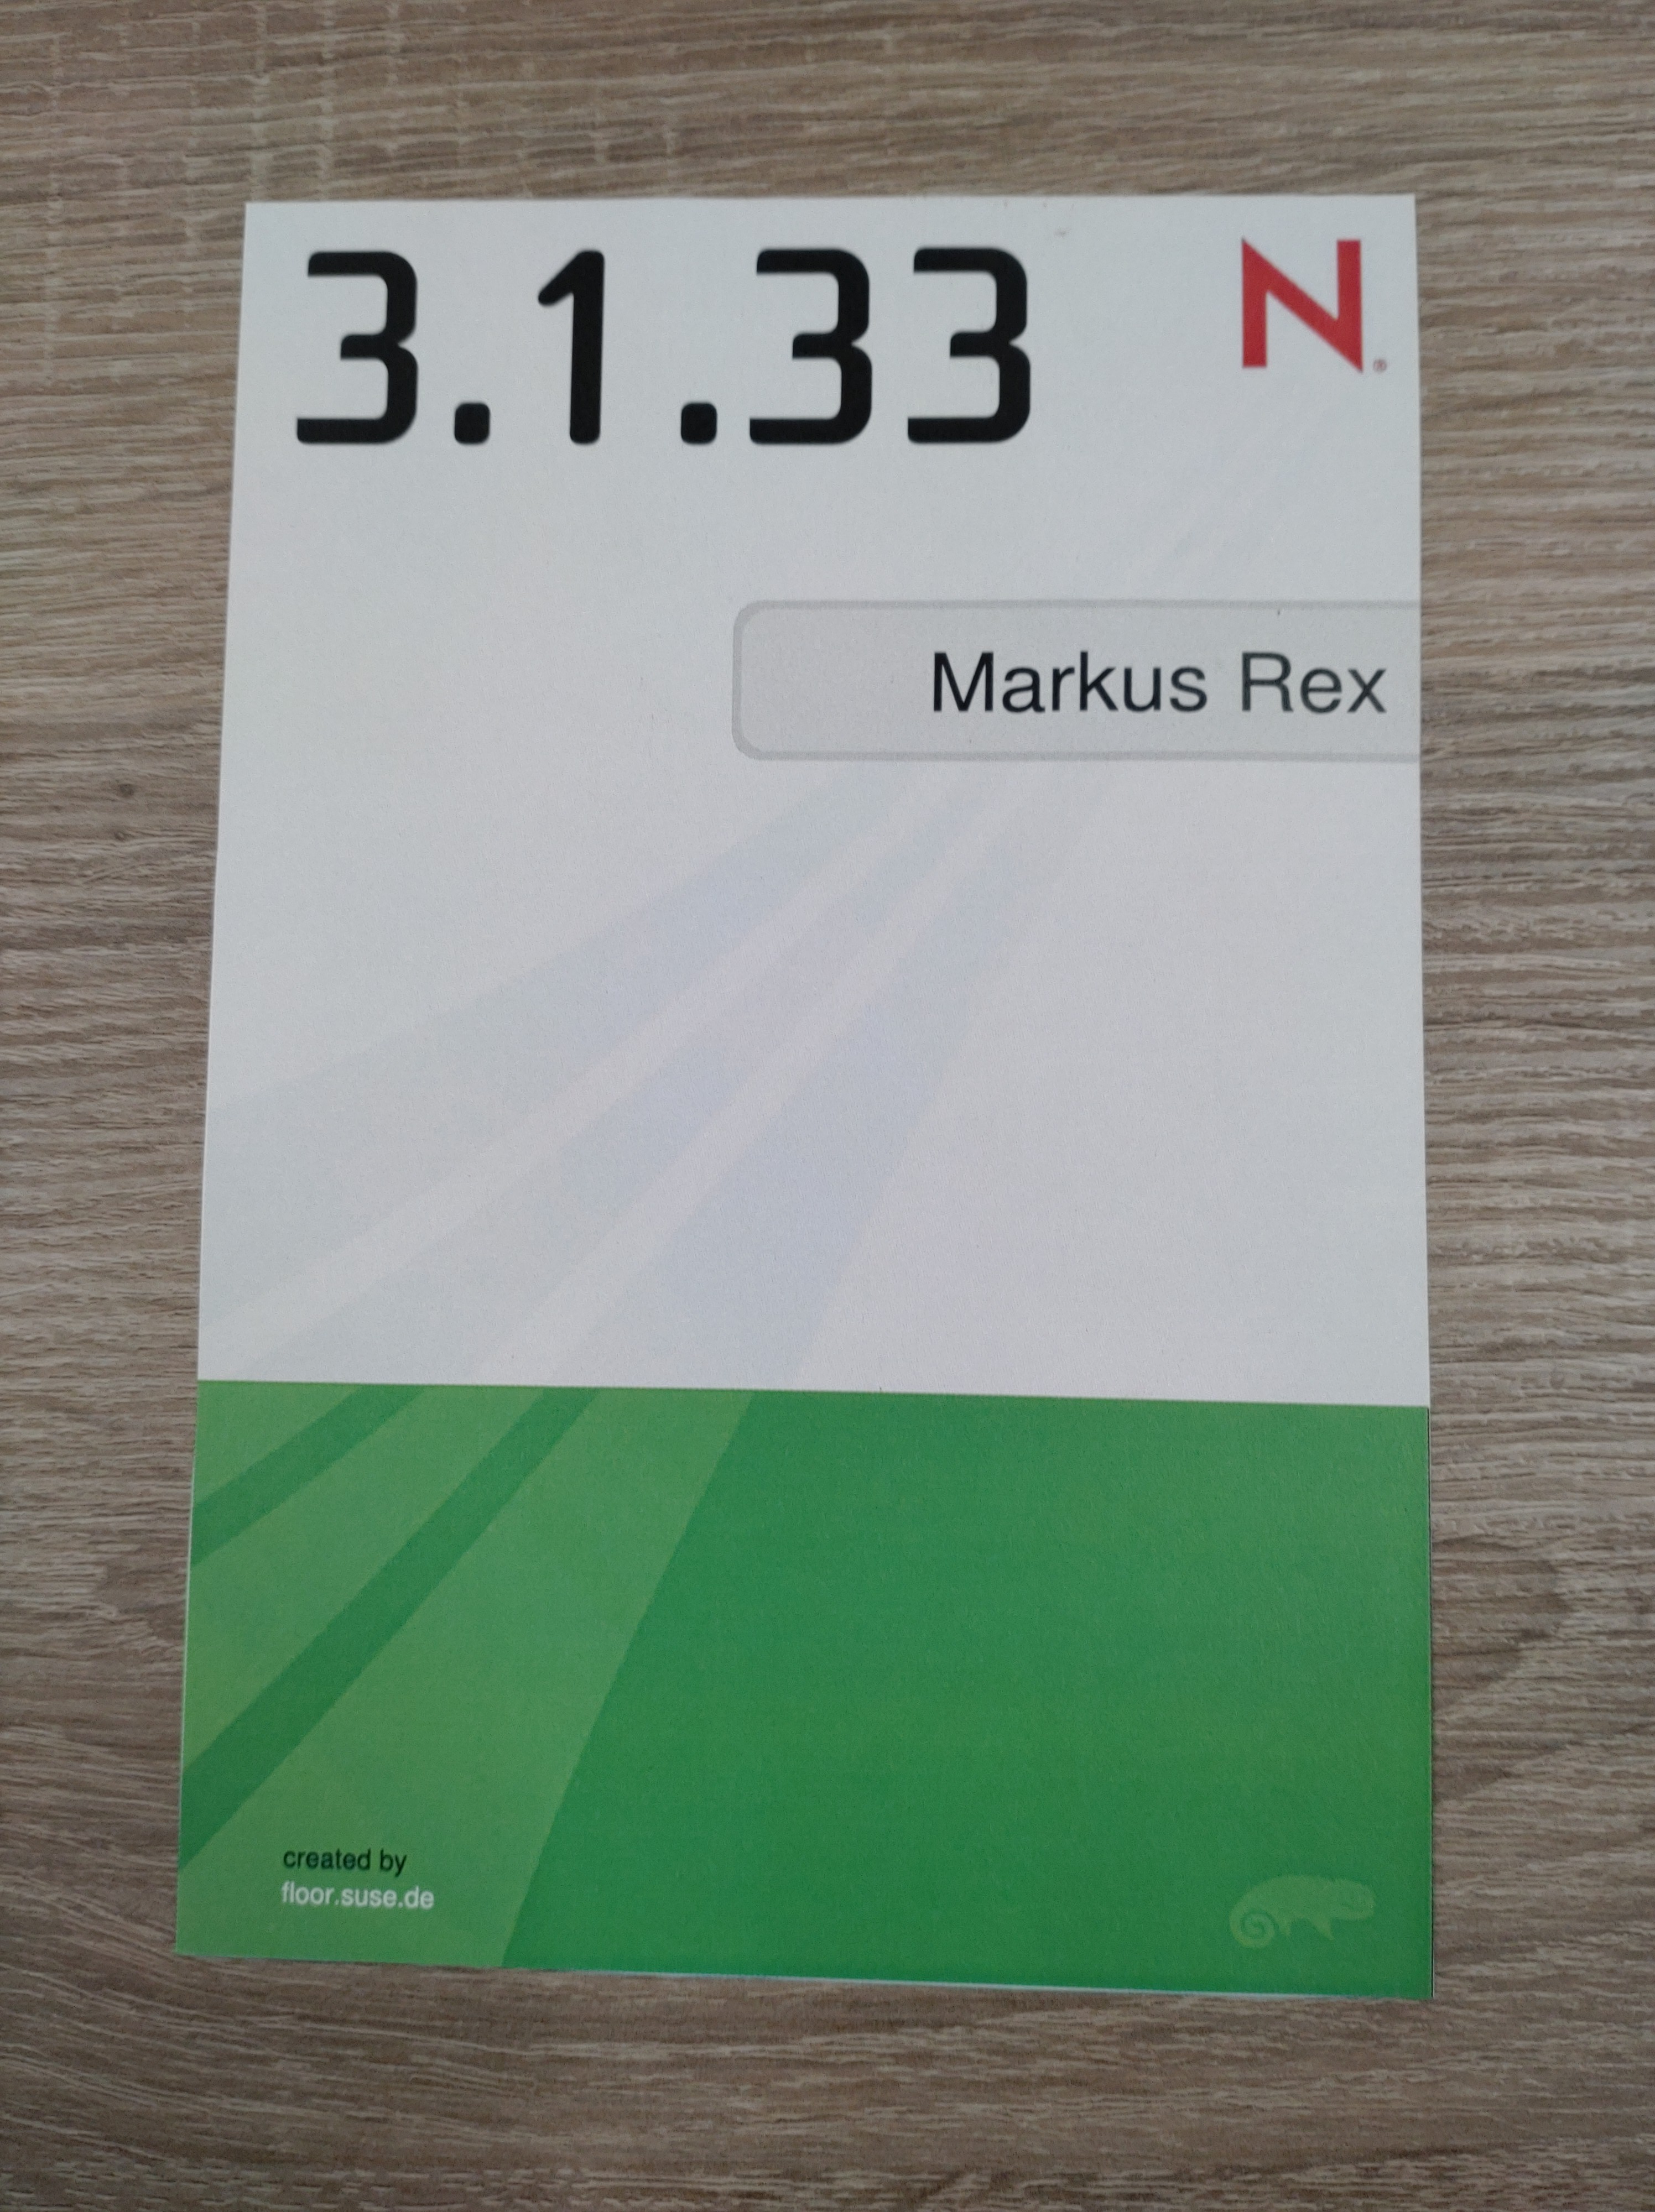 3.1.33
N®
Markus Rex
created by
floor.suse.de